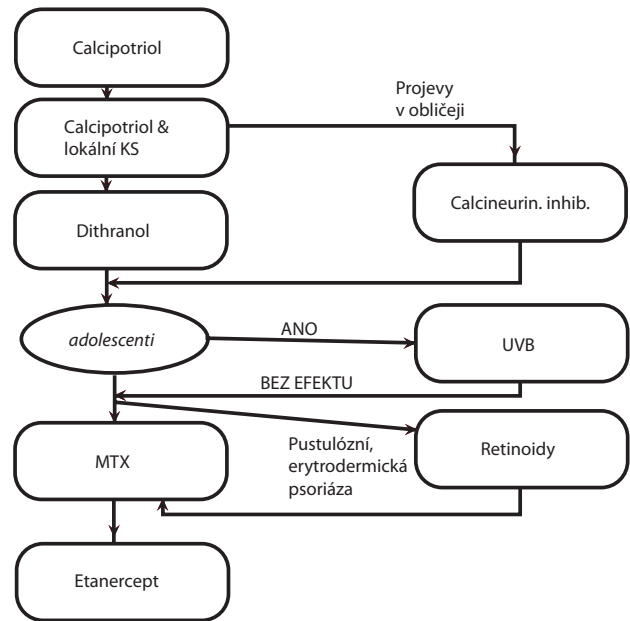 Calcipotriol
Projevy
v obličeji
Calcipotriol &
lokální KS
Calcineurin. inhib.
Dithranol
adolescenti
ANO
UVB
BEZ EFEKTU
MTX
Pustulózní,
erytrodermická
psoriáza
Retinoidy
Etanercept